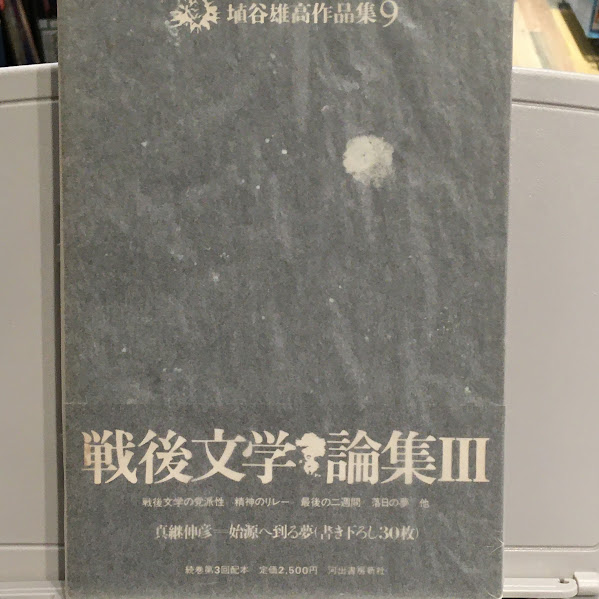 埴谷雄高作品集9
戦後文学論集III
戦後文学の党派性 精神のリレー 最後の二週間 落日の夢 他
真継伸彦—始源へ到る夢(書き下ろし30枚)
続巻第3回配本 定価2,500円 河出書房新社